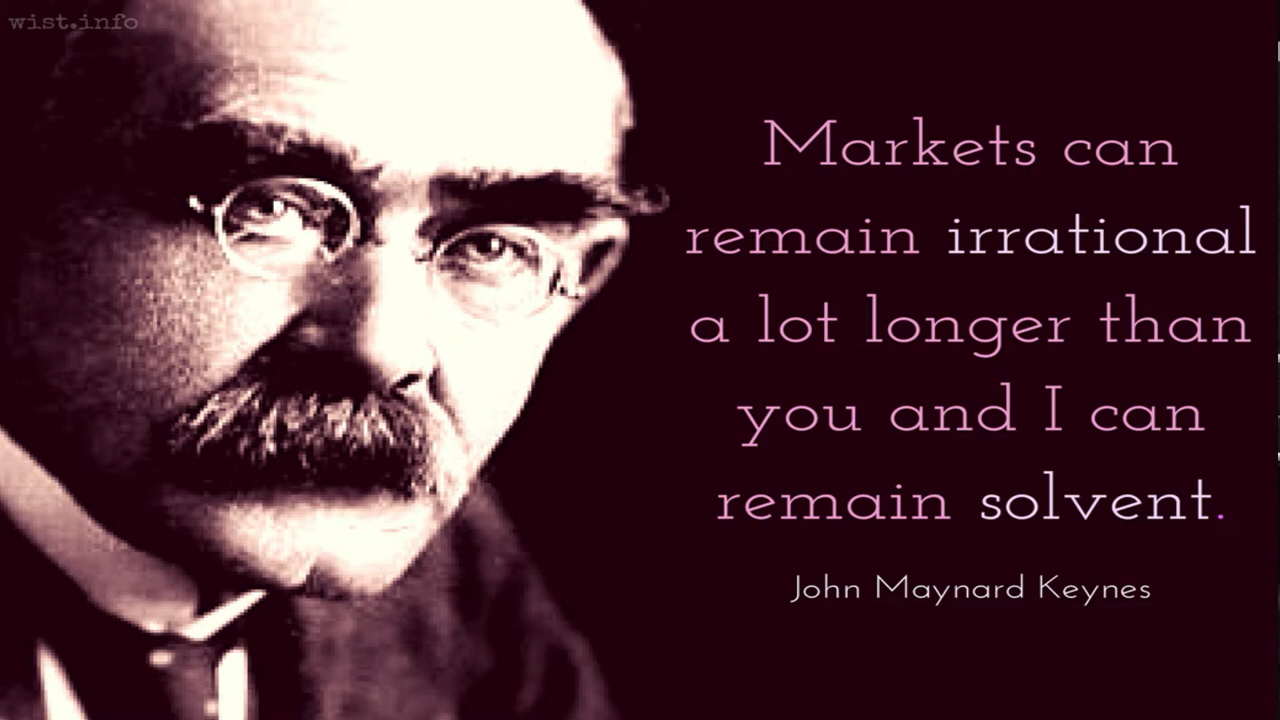 wist.info
Markets can
remain irrational
a lot longer than
you and I can
remain solvent.
John Maynard Keynes